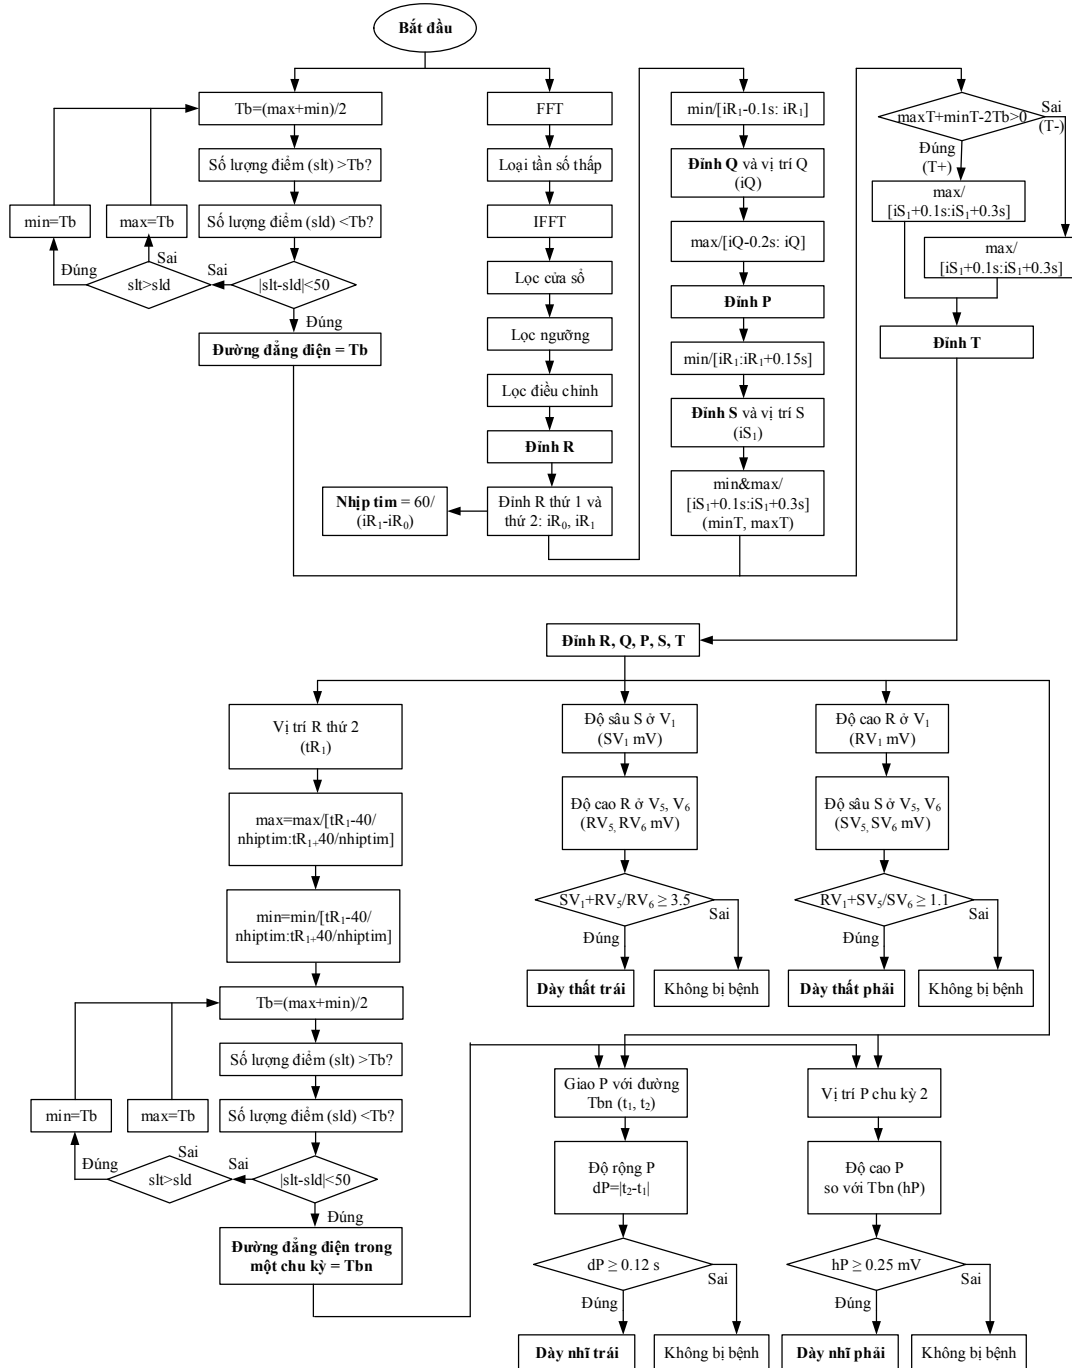 Bắt đầu
Tb=(max+min)/2
Số lượng điểm (slt) >Tb?
Số lượng điểm (sld) <Tb?
|slt-sld|<50
Sai
slt>sld
Đúng
Sai
min=Tb
max=Tb
Đúng
Đường đẳng điện = Tb
FFT
Loại tần số thấp
IFFT
Lọc cửa sổ
Lọc ngưỡng
Lọc điều chỉnh
Đỉnh R
Đỉnh R thứ 1 và
thứ 2: iR₀, iR₁
Nhịp tim = 60/
(iR₁-iR₀)
min/[iR₁-0.1s: iR₁]
Đỉnh Q và vị trí Q
(iQ)
max/[iQ-0.2s: iQ]
Đỉnh P
min/[iR₁:iR₁+0.15s]
Đỉnh S và vị trí S
(iS₁)
min&max/
[iS₁+0.1s:iS₁+0.3s]
(minT, maxT)
maxT+minT-2Tb>0
Sai
(T-)
Đúng
(T+)
max/
[iS₁+0.1s:iS₁+0.3s]
max/
[iS₁+0.1s:iS₁+0.3s]
Đỉnh T
Đỉnh R, Q, P, S, T
Vị trí R thứ 2
(tR₁)
max=max/[tR₁-40/
nhiptim:tR₁₊40/nhiptim]
min=min/[tR₁-40/
nhiptim:tR₁₊40/nhiptim]
Tb=(max+min)/2
Số lượng điểm (slt) >Tb?
Số lượng điểm (sld) <Tb?
|slt-sld|<50
Sai
slt>sld
Đúng
Sai
min=Tb
max=Tb
Đúng
Đường đẳng điện trong
một chu kỳ = Tbn
Độ sâu S ở V₁
(SV₁ mV)
Độ cao R ở V₅, V₆
(RV₅, RV₆ mV)
SV₁+RV₅/RV₆ ≥ 3.5
Sai
Đúng
Dày thất trái
Không bị bệnh
Độ cao R ở V₁
(RV₁ mV)
Độ sâu S ở V₅, V₆
(SV₅, SV₆ mV)
RV₁+SV₅/SV₆ ≥ 1.1
Sai
Đúng
Dày thất phải
Không bị bệnh
Giao P với đường
Tbn (t₁, t₂)
Độ rộng P
dP=|t₂-t₁|
dP ≥ 0.12 s
Sai
Đúng
Dày nhĩ trái
Không bị bệnh
Vị trí P chu kỳ 2
Độ cao P
so với Tbn (hP)
hP ≥ 0.25 mV
Sai
Đúng
Dày nhĩ phải
Không bị bệnh